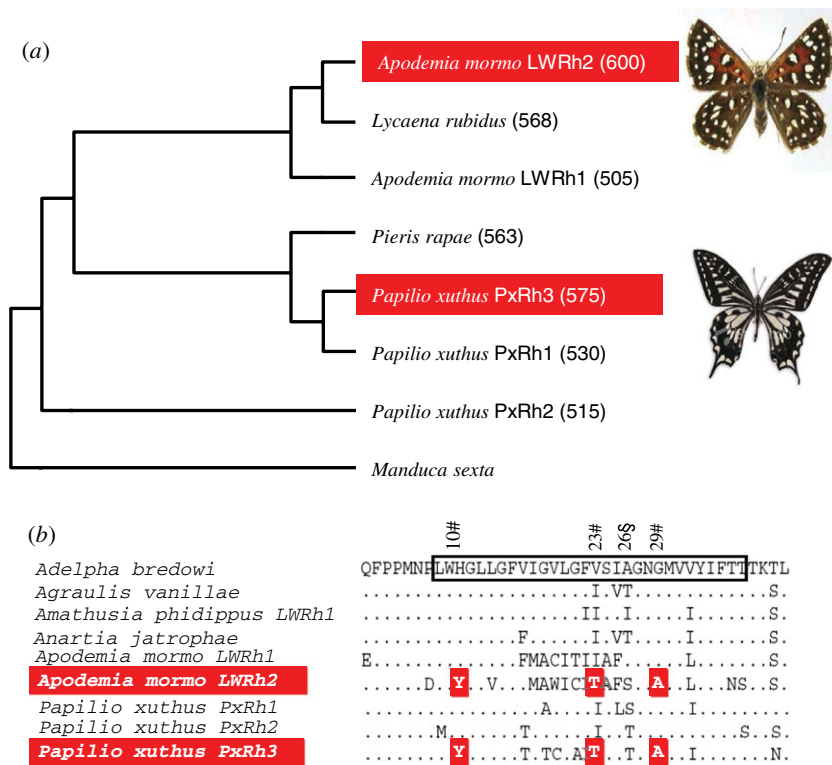 (a)
Apodemia mormo LWRh2 (600)
Lycaena rubidus (568)
Apodemia mormo LWRh1 (505)
Pieris rapae (563)
Papilio xuthus PxRh3 (575)
Papilio xuthus PxRh1 (530)
Papilio xuthus PxRh2 (515)
Manduca sexta
(b)
10# 23# 26§ 29#
Adelpha bredowi QFPPMNPLWHGLLGFVIGVLGFVSIAGNGMVVYIFTTTKTL
Agraulis vanillae ......................I.VT.............S.
Amathusia phidippus LWRh1 .....................II.I......I.......S.
Anartia jatrophae ...............F......I.VT.............S.
Apodemia mormo LWRh1 E..............FMACITIIAF......L.......S.
Apodemia mormo LWRh2 ......D..Y..V...MAWICITAFS..A..L...NS..S.
Papilio xuthus PxRh1 .................A....I.LS.....I.........
Papilio xuthus PxRh2 .......M.......T......I..T..........S..S.
Papilio xuthus PxRh3 .........Y.....T.TC.A.T..T..A..I.......N.